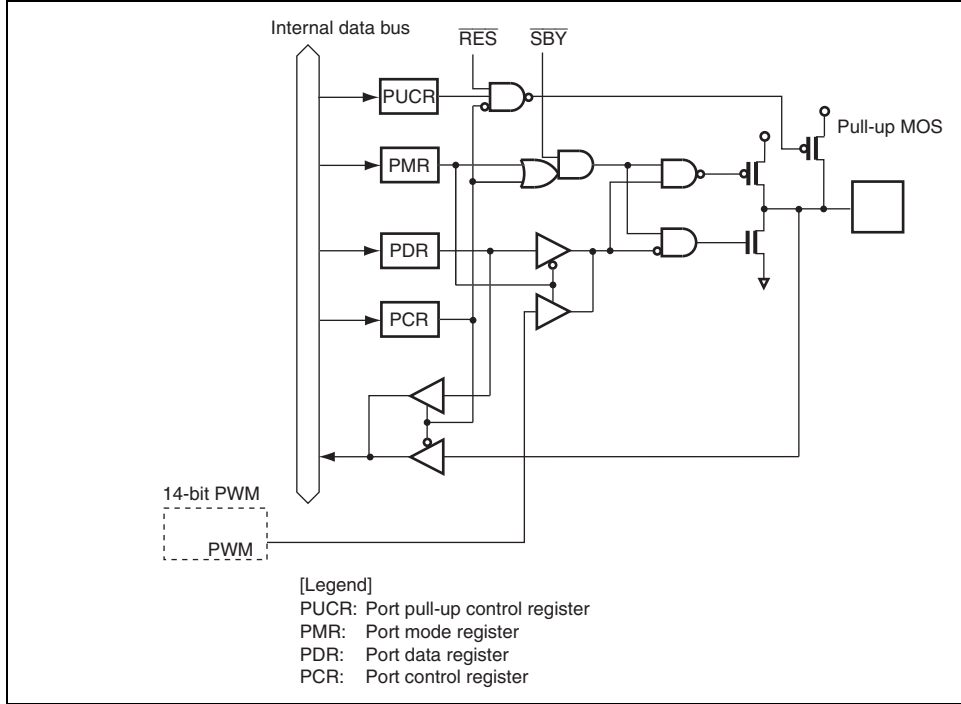 Internal data bus
RES
SBY
PUCR
Pull-up MOS
PMR
PDR
PCR
14-bit PWM
PWM
[Legend]
PUCR: Port pull-up control register
PMR: Port mode register
PDR: Port data register
PCR: Port control register